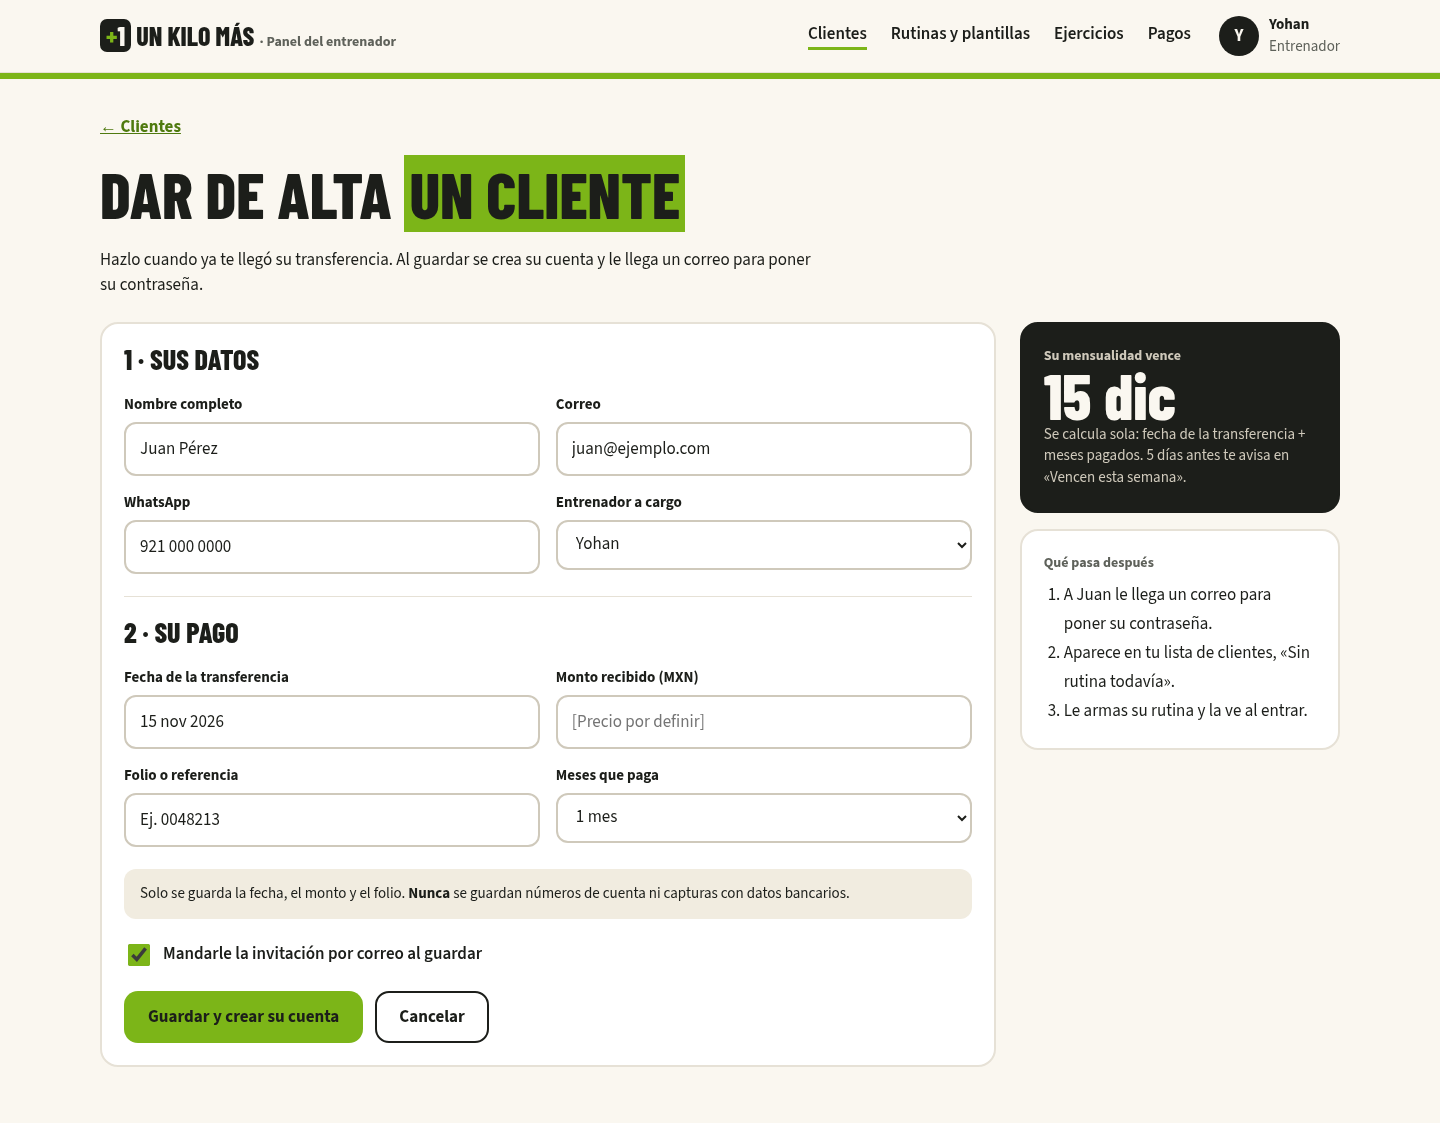 +1 UN KILO MÁS · Panel del entrenador
Clientes
Rutinas y plantillas
Ejercicios
Pagos
Y
Yohan
Entrenador
← Clientes
DAR DE ALTA UN CLIENTE
Hazlo cuando ya te llegó su transferencia. Al guardar se crea su cuenta y le llega un correo para poner
su contraseña.
1 · SUS DATOS
Nombre completo
Juan Pérez
Correo
juan@ejemplo.com
WhatsApp
921 000 0000
Entrenador a cargo
Yohan
2 · SU PAGO
Fecha de la transferencia
15 nov 2026
Monto recibido (MXN)
[Precio por definir]
Folio o referencia
Ej. 0048213
Meses que paga
1 mes
Solo se guarda la fecha, el monto y el folio. Nunca se guardan números de cuenta ni capturas con datos bancarios.
Mandarle la invitación por correo al guardar
Guardar y crear su cuenta
Cancelar
Su mensualidad vence
15 dic
Se calcula sola: fecha de la transferencia +
meses pagados. 5 días antes te avisa en
«Vencen esta semana».
Qué pasa después
1. A Juan le llega un correo para
poner su contraseña.
2. Aparece en tu lista de clientes, «Sin
rutina todavía».
3. Le armas su rutina y la ve al entrar.